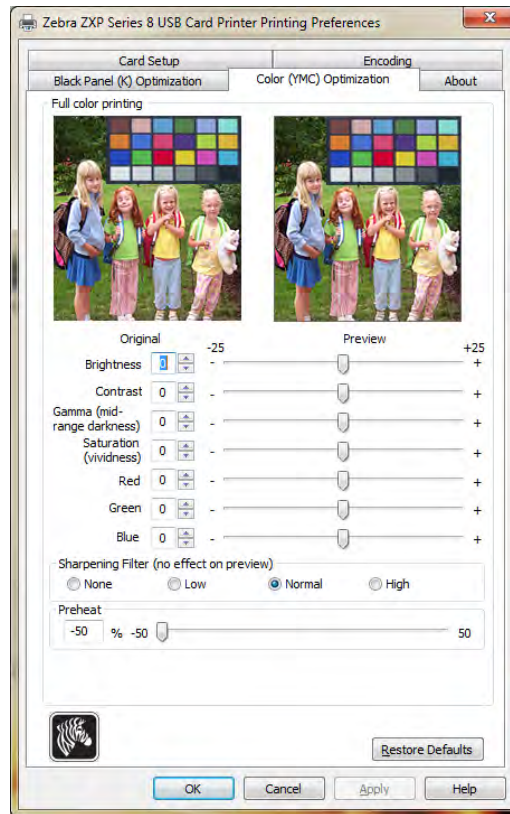 Zebra ZXP Series 8 USB Card Printer Printing Preferences
Card Setup Encoding
Black Panel (K) Optimization Color (YMC) Optimization About
Full color printing
Original Preview
-25 +25
Brightness 0 - +
Contrast 0 - +
Gamma (mid-
range darkness) 0 - +
Saturation
(vividness) 0 - +
Red 0 - +
Green 0 - +
Blue 0 - +
Sharpening Filter (no effect on preview)
None Low Normal High
Preheat
-50 % -50 50
Restore Defaults
OK Cancel Apply Help